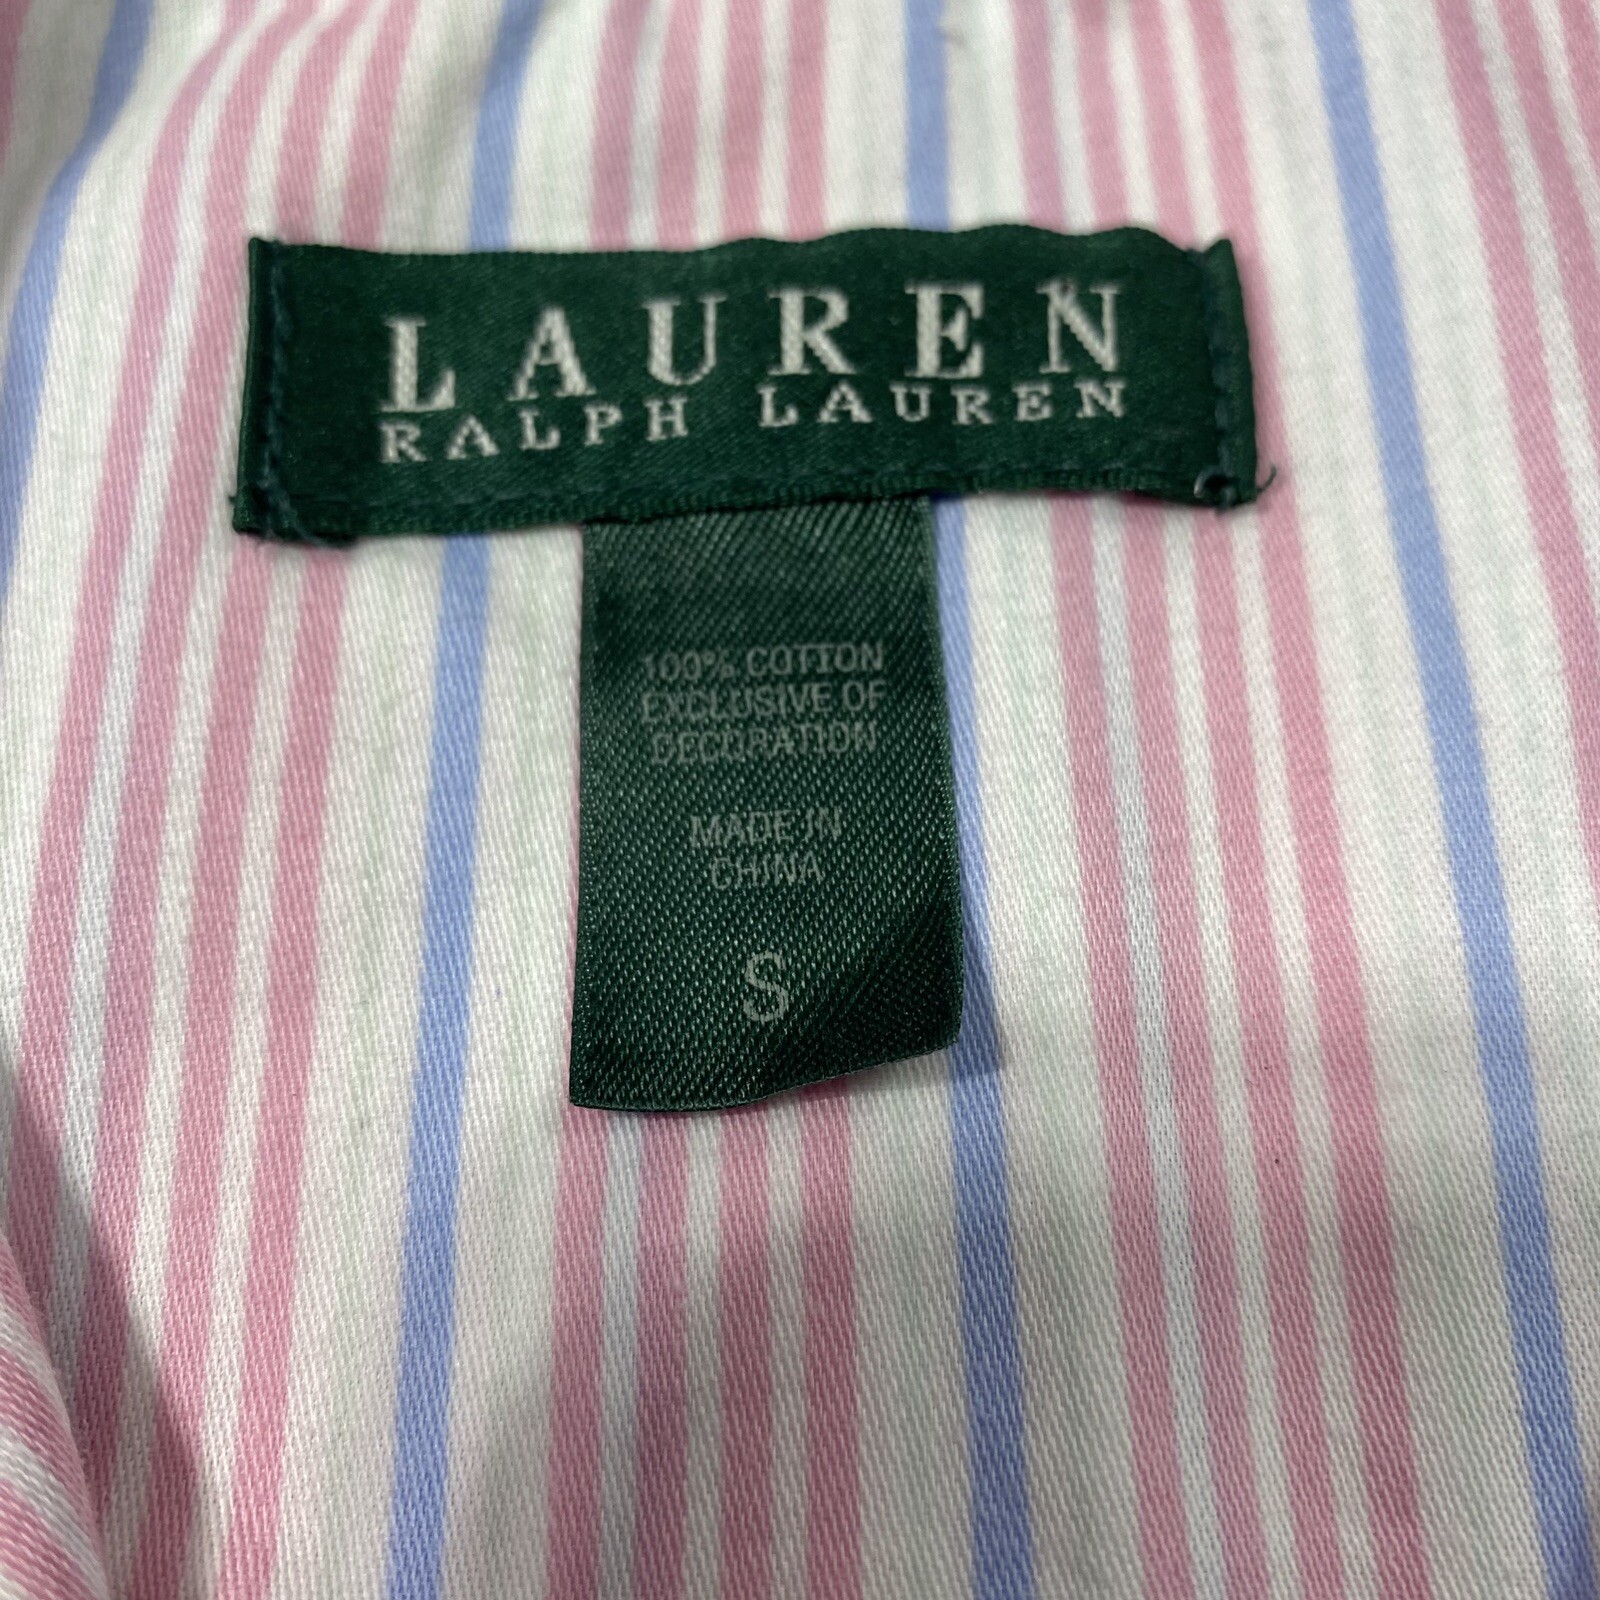 LAUREN
RALPH LAUREN
100% COTTON
EXCLUSIVE OF
DECORATION
MADE IN
CHINA
S